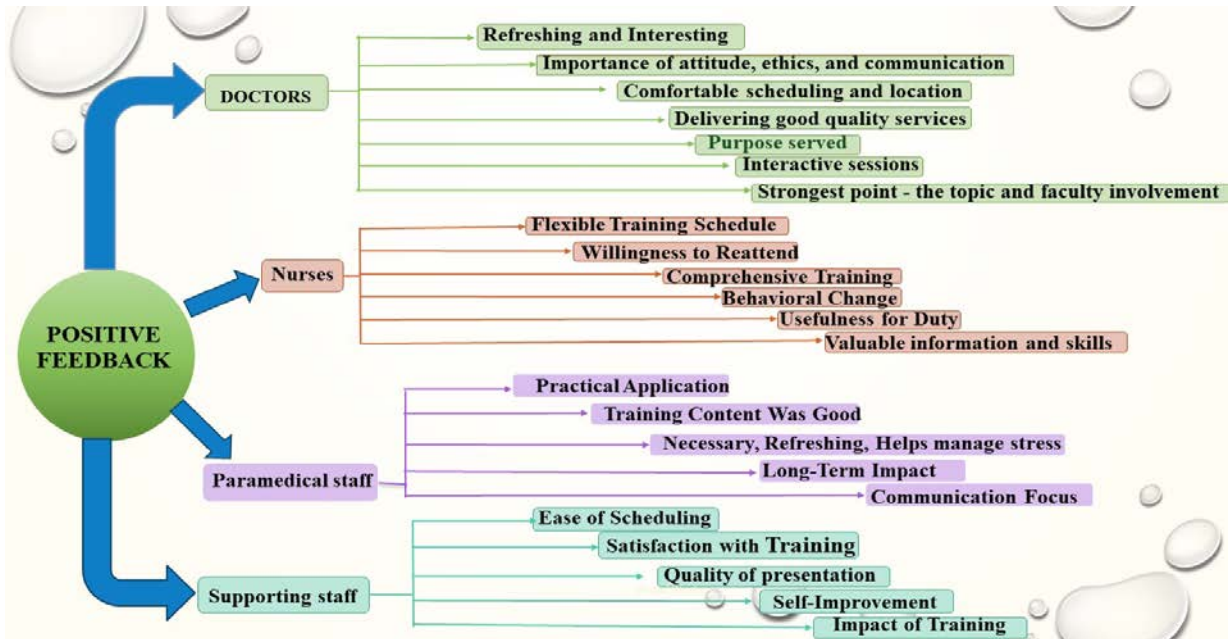 POSITIVE
FEEDBACK
DOCTORS
Refreshing and Interesting
Importance of attitude, ethics, and communication
Comfortable scheduling and location
Delivering good quality services
Purpose served
Interactive sessions
Strongest point - the topic and faculty involvement
Nurses
Flexible Training Schedule
Willingness to Reattend
Comprehensive Training
Behavioral Change
Usefulness for Duty
Valuable information and skills
Paramedical staff
Practical Application
Training Content Was Good
Necessary, Refreshing, Helps manage stress
Long-Term Impact
Communication Focus
Supporting staff
Ease of Scheduling
Satisfaction with Training
Quality of presentation
Self-Improvement
Impact of Training